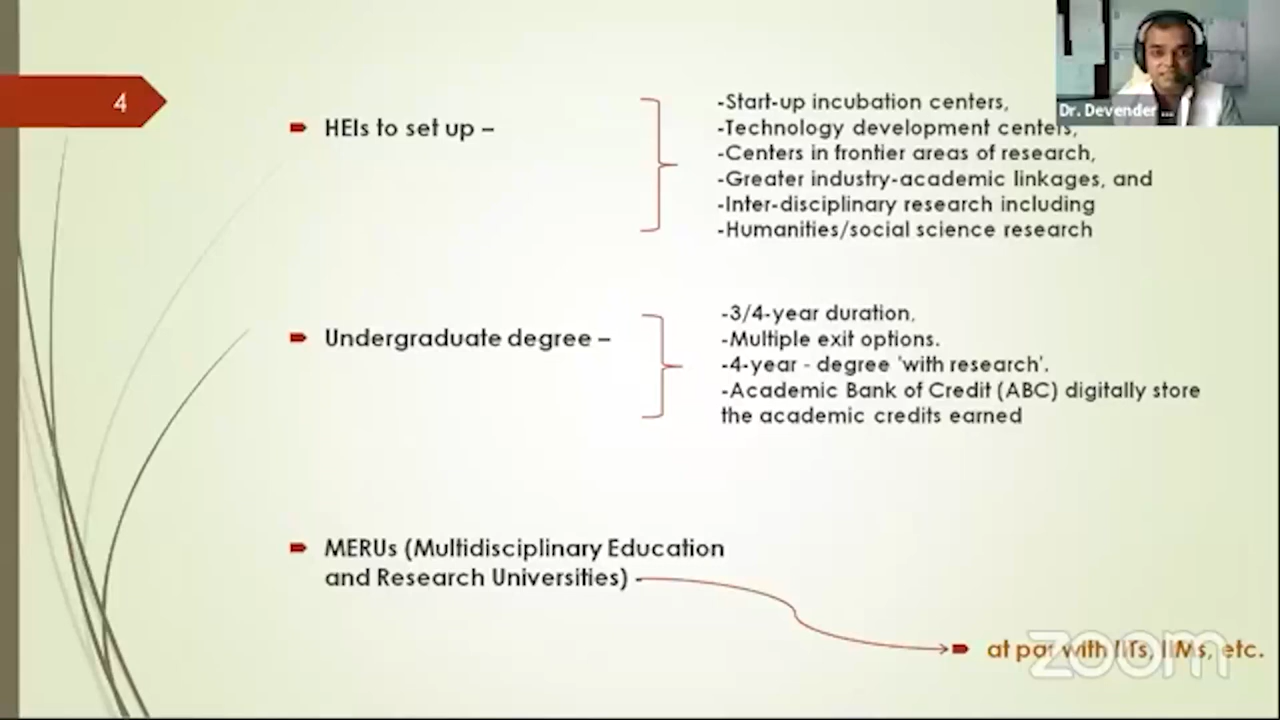 4
Dr. Devender ...
HEIs to set up –
-Start-up incubation centers,
-Technology development centers,
-Centers in frontier areas of research,
-Greater industry-academic linkages, and
-Inter-disciplinary research including
-Humanities/social science research
Undergraduate degree –
-3/4-year duration,
-Multiple exit options.
-4-year - degree 'with research'.
-Academic Bank of Credit (ABC) digitally store
the academic credits earned
MERUs (Multidisciplinary Education
and Research Universities) -
at par with IITs, IIMs, etc.
zoom